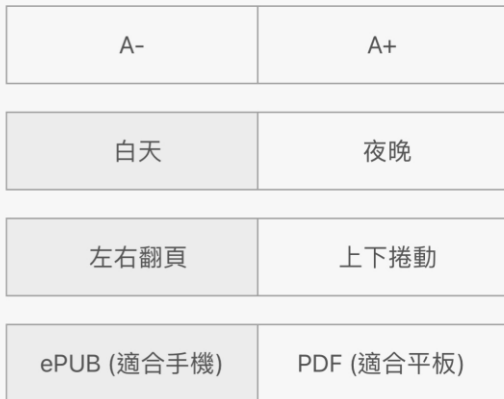 A- A+
白天 夜晚
左右翻頁 上下捲動
ePUB (適合手機) PDF (適合平板)